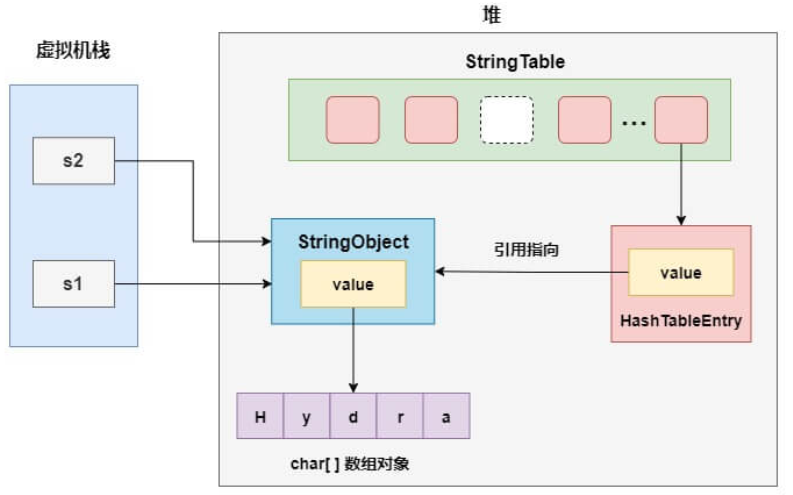 堆
虚拟机栈
StringTable
...
s2
StringObject
引用指向
value
value
s1
HashTableEntry
H y d r a
char[ ] 数组对象